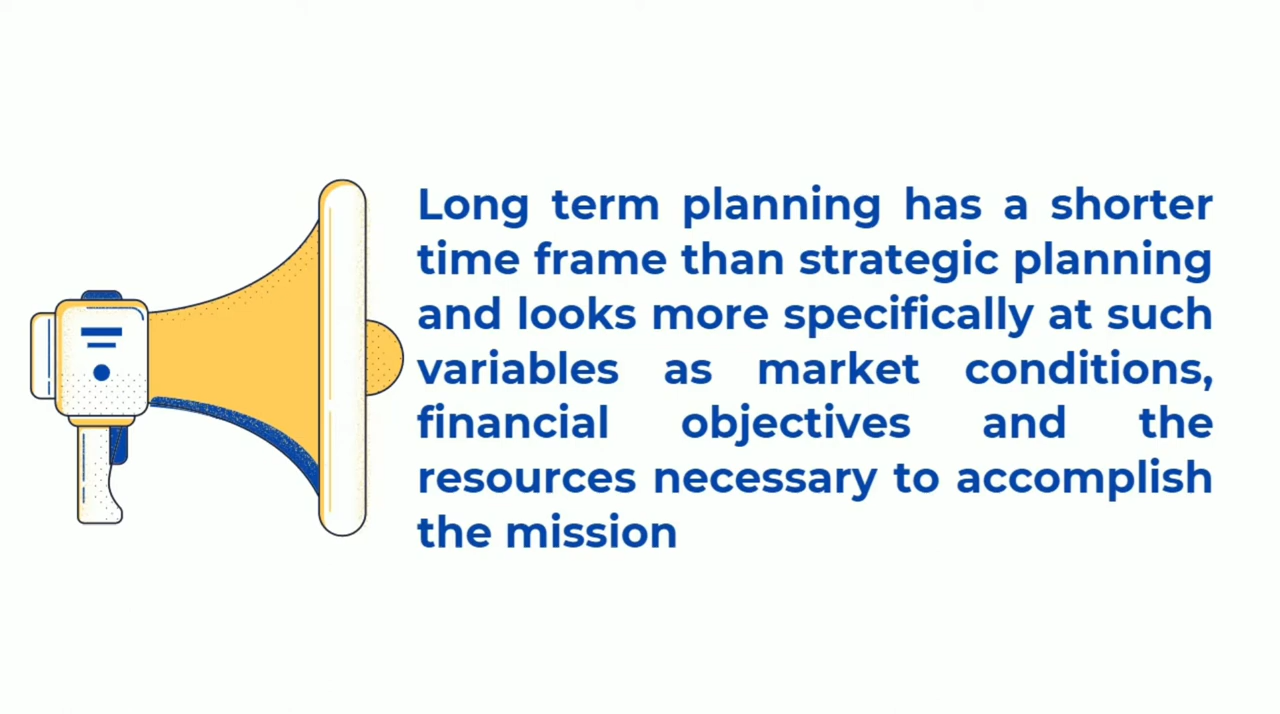 Long term planning has a shorter
time frame than strategic planning
and looks more specifically at such
variables as market conditions,
financial objectives and the
resources necessary to accomplish
the mission